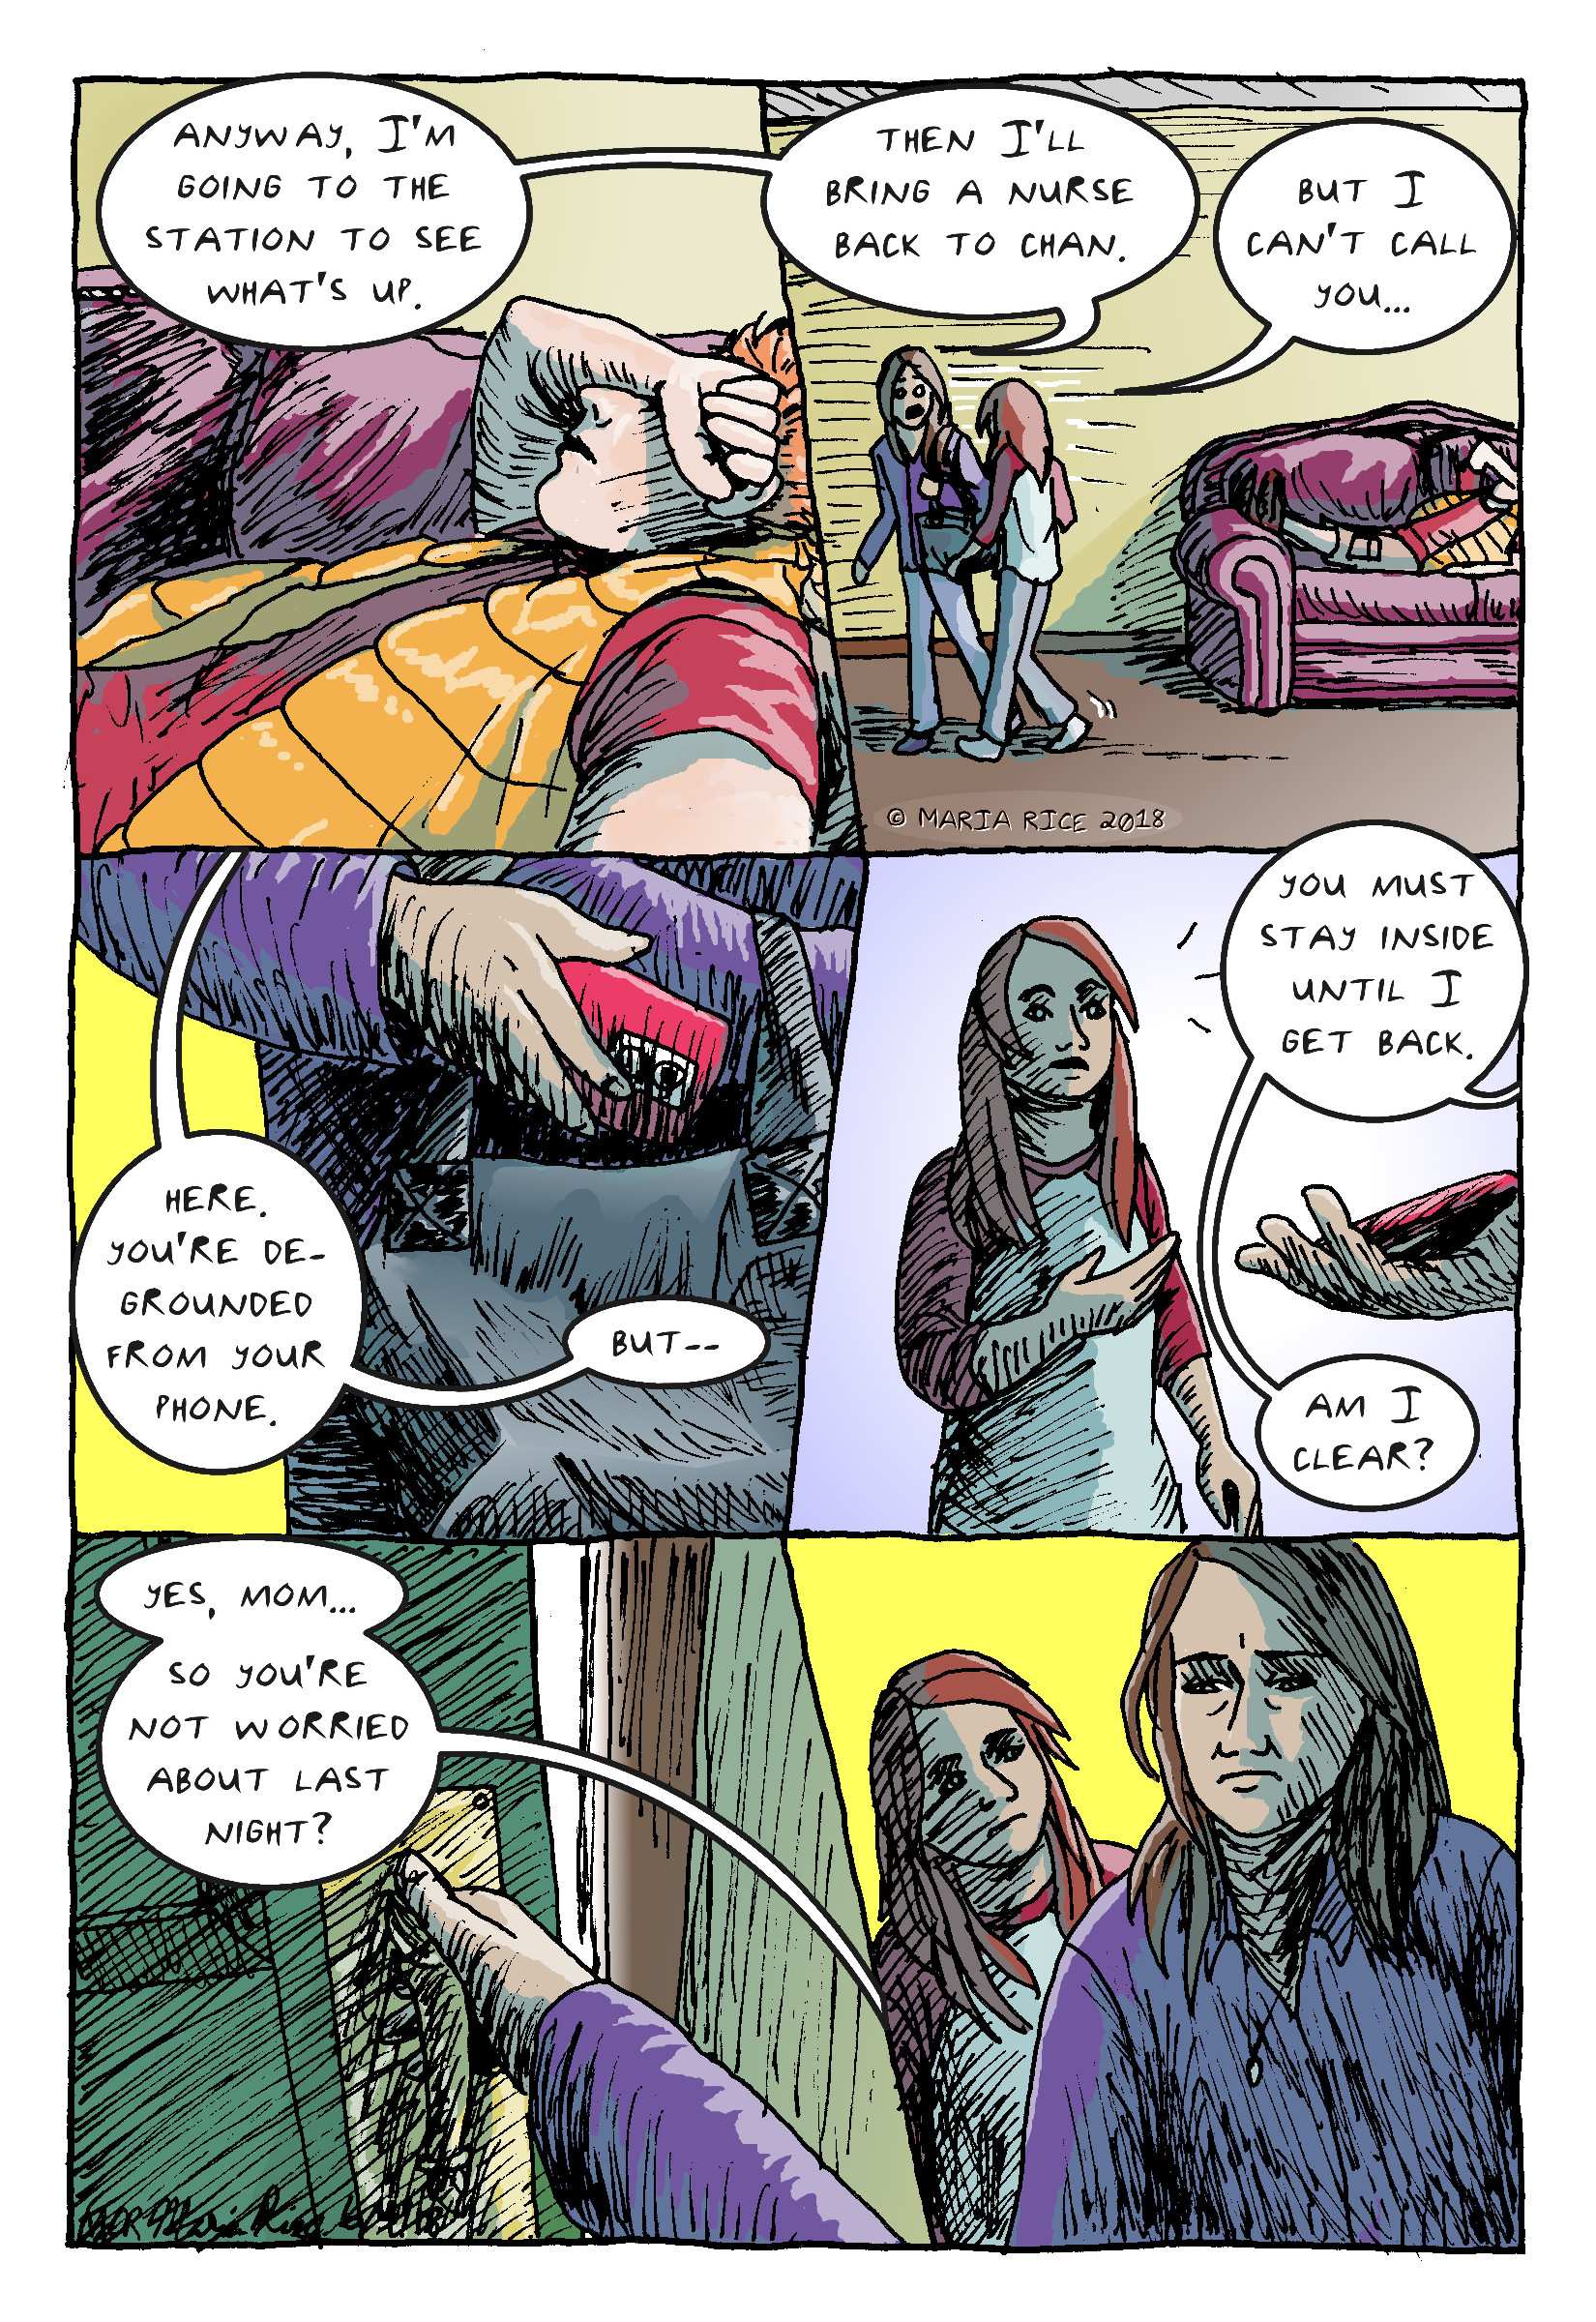 ANYWAY, I'M
GOING TO THE
STATION TO SEE
WHAT'S UP.
THEN I'LL
BRING A NURSE
BACK TO CHAN.
BUT I
CAN'T CALL
YOU...
© MARIA RICE 2018
HERE.
YOU'RE DE-
GROUNDED
FROM YOUR
PHONE.
BUT--
YOU MUST
STAY INSIDE
UNTIL I
GET BACK.
AM I
CLEAR?
YES, MOM...
SO YOU'RE
NOT WORRIED
ABOUT LAST
NIGHT?